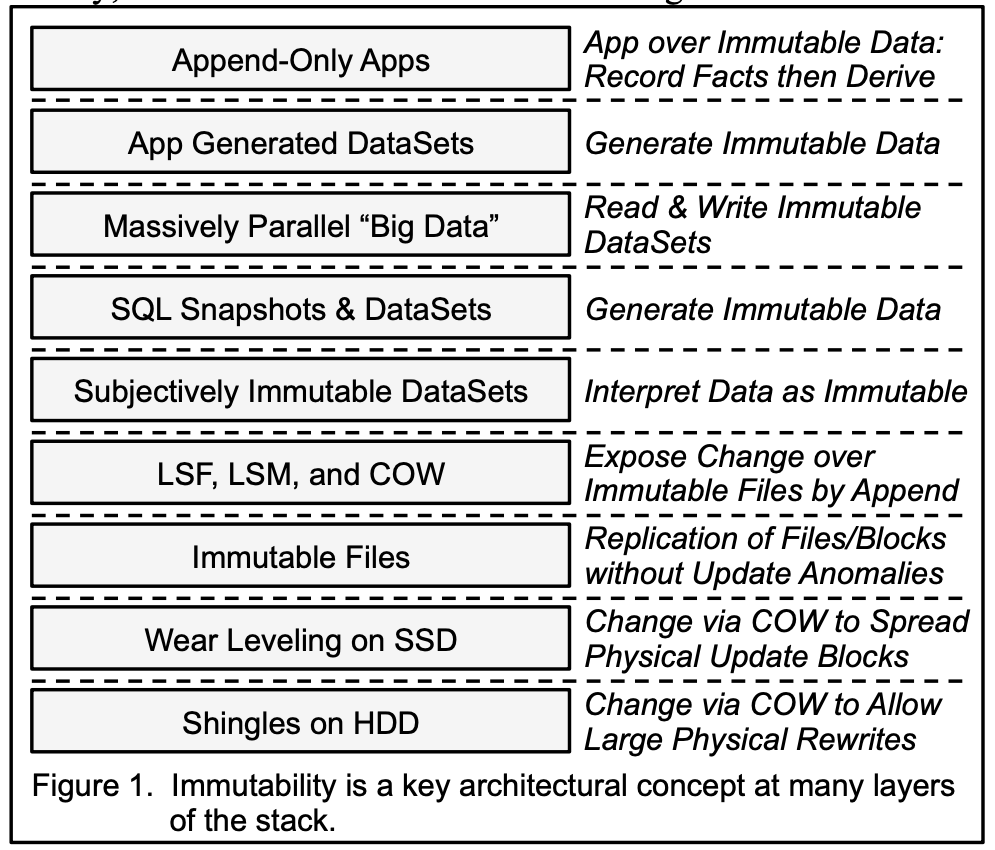 Append-Only Apps
App over Immutable Data:
Record Facts then Derive
App Generated DataSets
Generate Immutable Data
Massively Parallel “Big Data”
Read & Write Immutable
DataSets
SQL Snapshots & DataSets
Generate Immutable Data
Subjectively Immutable DataSets
Interpret Data as Immutable
LSF, LSM, and COW
Expose Change over
Immutable Files by Append
Immutable Files
Replication of Files/Blocks
without Update Anomalies
Wear Leveling on SSD
Change via COW to Spread
Physical Update Blocks
Shingles on HDD
Change via COW to Allow
Large Physical Rewrites
Figure 1. Immutability is a key architectural concept at many layers
of the stack.